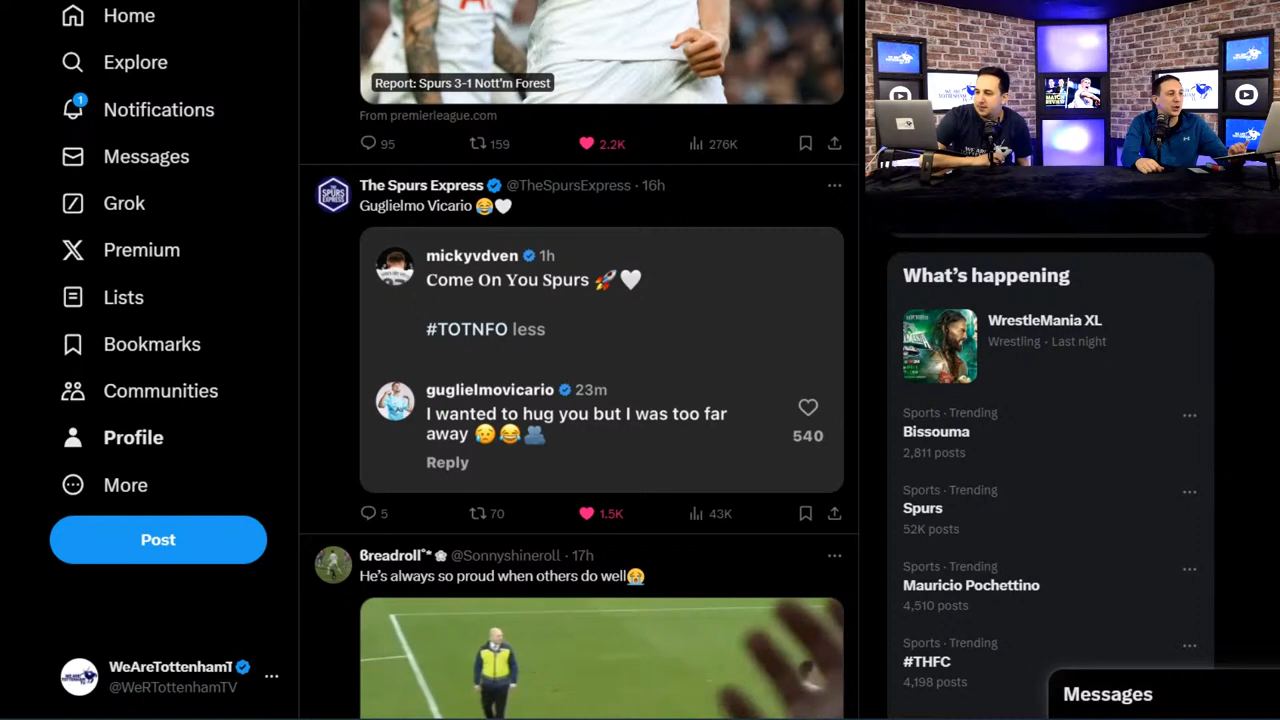 Home
Explore
1
Notifications
Messages
Grok
Premium
Lists
Bookmarks
Communities
Profile
More
Post
WeAreTottenhamT
@WeRTottenhamTV
Report: Spurs 3-1 Nott'm Forest
From premierleague.com
95 159 2.2K 276K
The Spurs Express @TheSpursExpress · 16h
Guglielmo Vicario 😂🤍
mickyvdven 1h
Come On You Spurs 🚀🤍
#TOTNFO less
guglielmovicario 23m
I wanted to hug you but I was too far
away 😥😂🫂
540
Reply
5 70 1.5K 43K
THE SPURS EXPRESS
Breadroll˚* ❀ @Sonnyshineroll · 17h
He's always so proud when others do well😭
What's happening
WrestleMania XL
Wrestling · Last night
Sports · Trending
Bissouma
2,811 posts
Sports · Trending
Spurs
52K posts
Sports · Trending
Mauricio Pochettino
4,510 posts
Sports · Trending
#THFC
4,198 posts
Messages